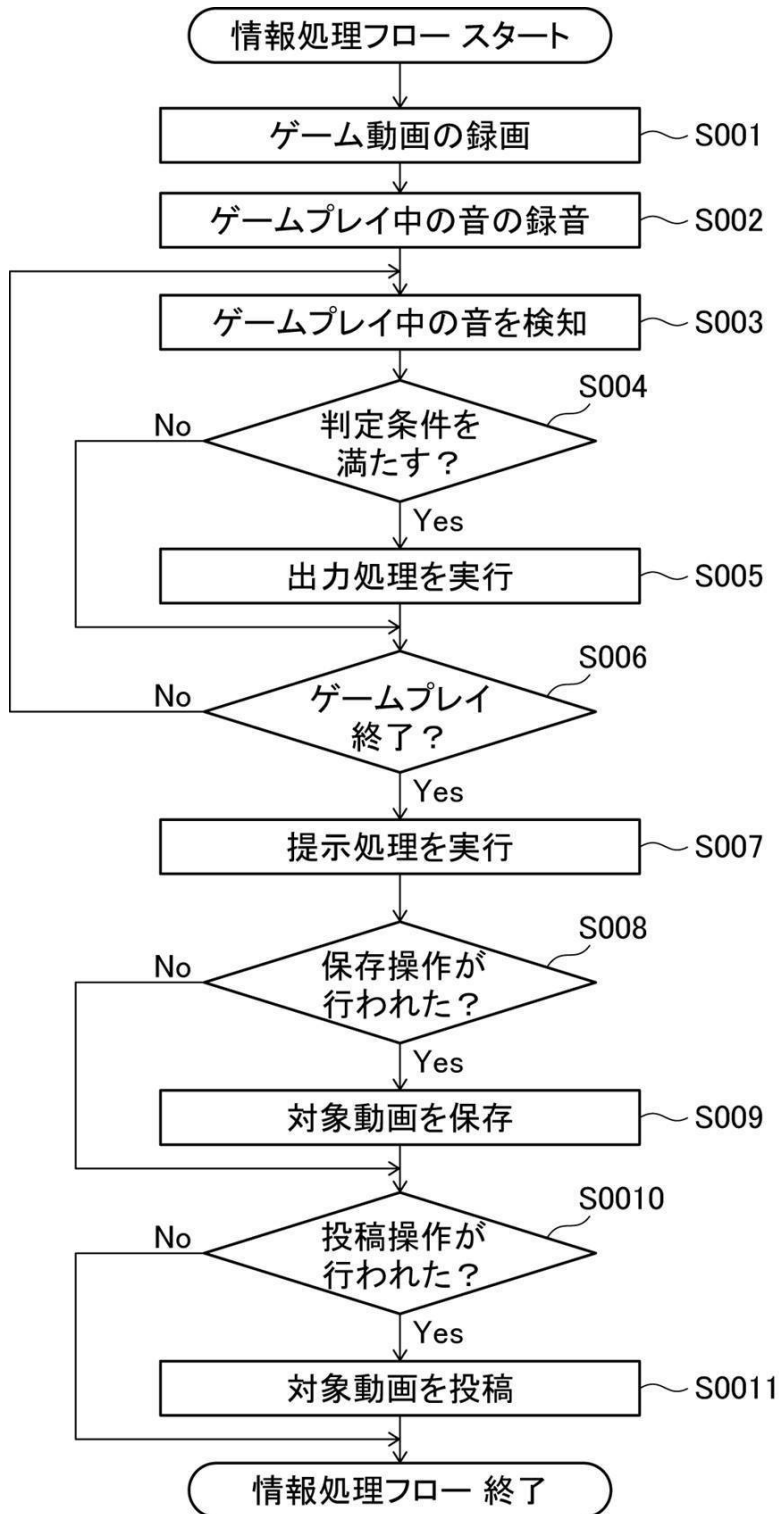 情報処理フロー スタート
ゲーム動画の録画
S001
ゲームプレイ中の音の録音
S002
ゲームプレイ中の音を検知
S003
S004
No
判定条件を
満たす？
Yes
出力処理を実行
S005
S006
No
ゲームプレイ
終了？
Yes
提示処理を実行
S007
S008
No
保存操作が
行われた？
Yes
対象動画を保存
S009
S0010
No
投稿操作が
行われた？
Yes
対象動画を投稿
S0011
情報処理フロー 終了